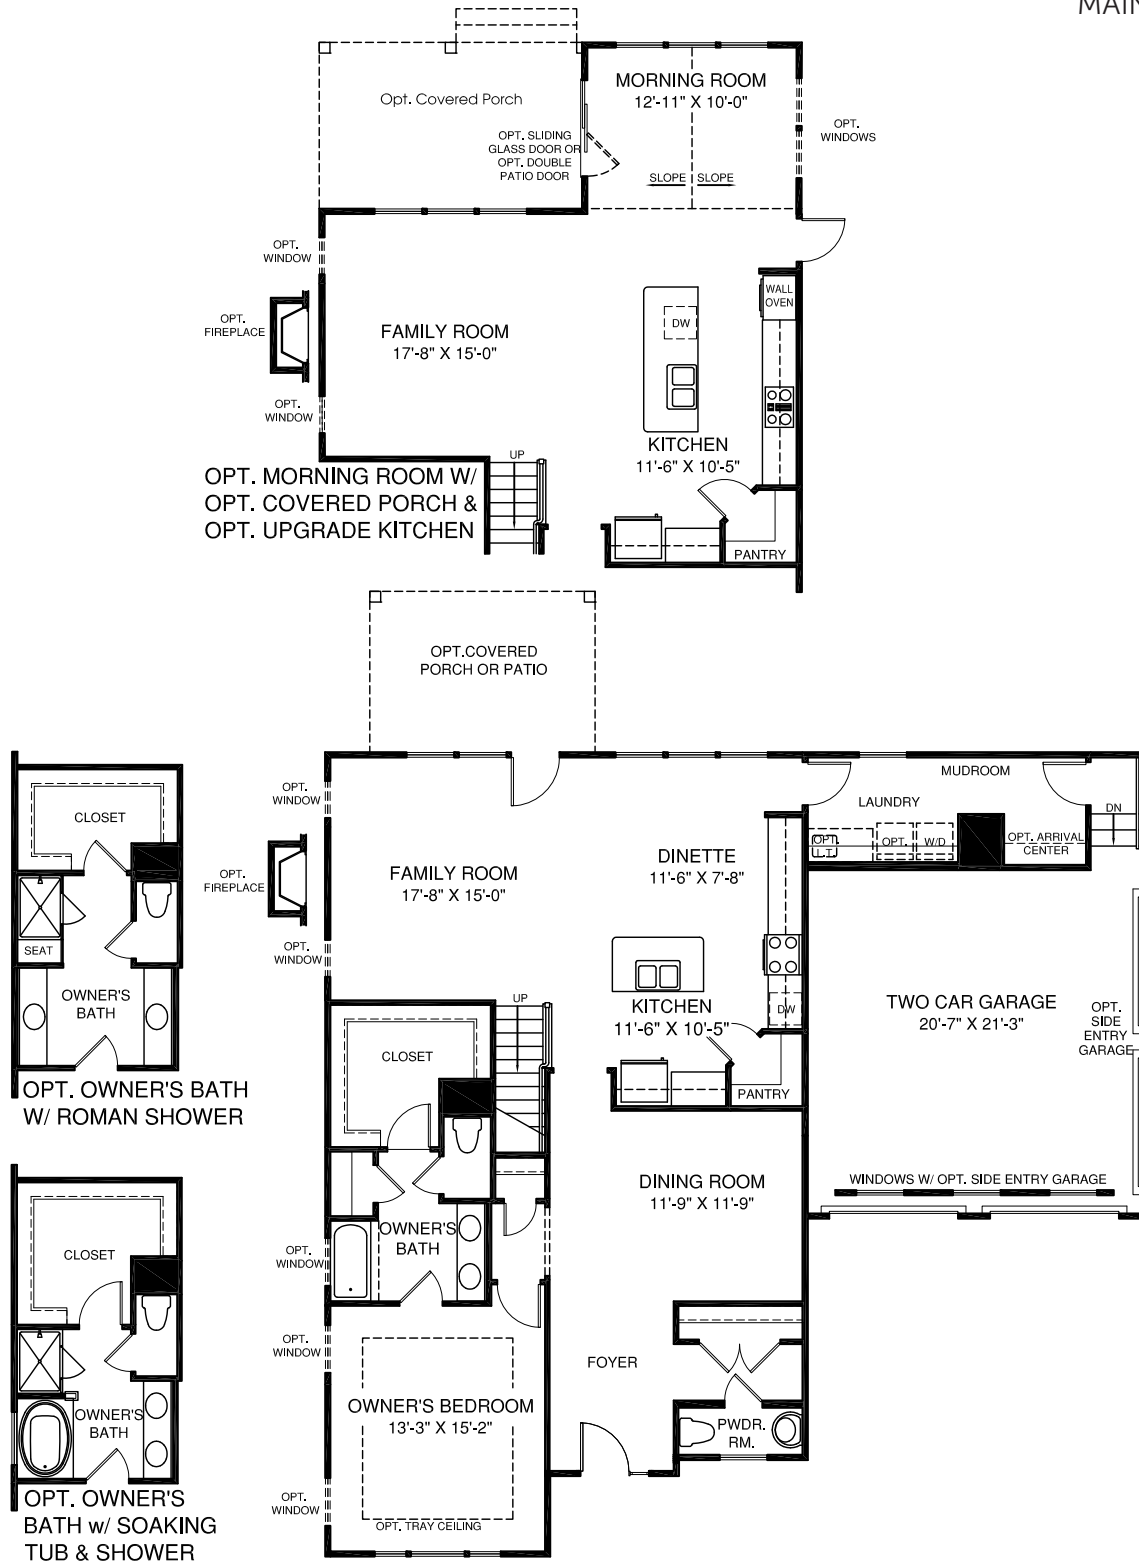 MAIN
MORNING ROOM
12'-11" X 10'-0"
Opt. Covered Porch
OPT. SLIDING
GLASS DOOR OR
OPT. DOUBLE
PATIO DOOR
OPT.
WINDOWS
SLOPE
SLOPE
OPT.
WINDOW
OPT.
FIREPLACE
FAMILY ROOM
17'-8" X 15'-0"
WALL
OVEN
DW
OPT.
WINDOW
KITCHEN
11'-6" X 10'-5"
UP
PANTRY
OPT. MORNING ROOM W/
OPT. COVERED PORCH &
OPT. UPGRADE KITCHEN
OPT.COVERED
PORCH OR PATIO
CLOSET
SEAT
OWNER'S
BATH
OPT. OWNER'S BATH
W/ ROMAN SHOWER
OPT.
WINDOW
OPT.
FIREPLACE
FAMILY ROOM
17'-8" X 15'-0"
OPT.
WINDOW
DINETTE
11'-6" X 7'-8"
MUDROOM
LAUNDRY
DN
OPT.
L.T.
OPT.
W/D
OPT. ARRIVAL
CENTER
KITCHEN
11'-6" X 10'-5"
DW
UP
PANTRY
TWO CAR GARAGE
20'-7" X 21'-3"
OPT.
SIDE
ENTRY
GARAGE
WINDOWS W/ OPT. SIDE ENTRY GARAGE
CLOSET
DINING ROOM
11'-9" X 11'-9"
OWNER'S
BATH
OPT.
WINDOW
OPT.
WINDOW
FOYER
OWNER'S BEDROOM
13'-3" X 15'-2"
PWDR.
RM.
OPT.
WINDOW
OPT. TRAY CEILING
CLOSET
OWNER'S
BATH
OPT. OWNER'S
BATH w/ SOAKING
TUB & SHOWER